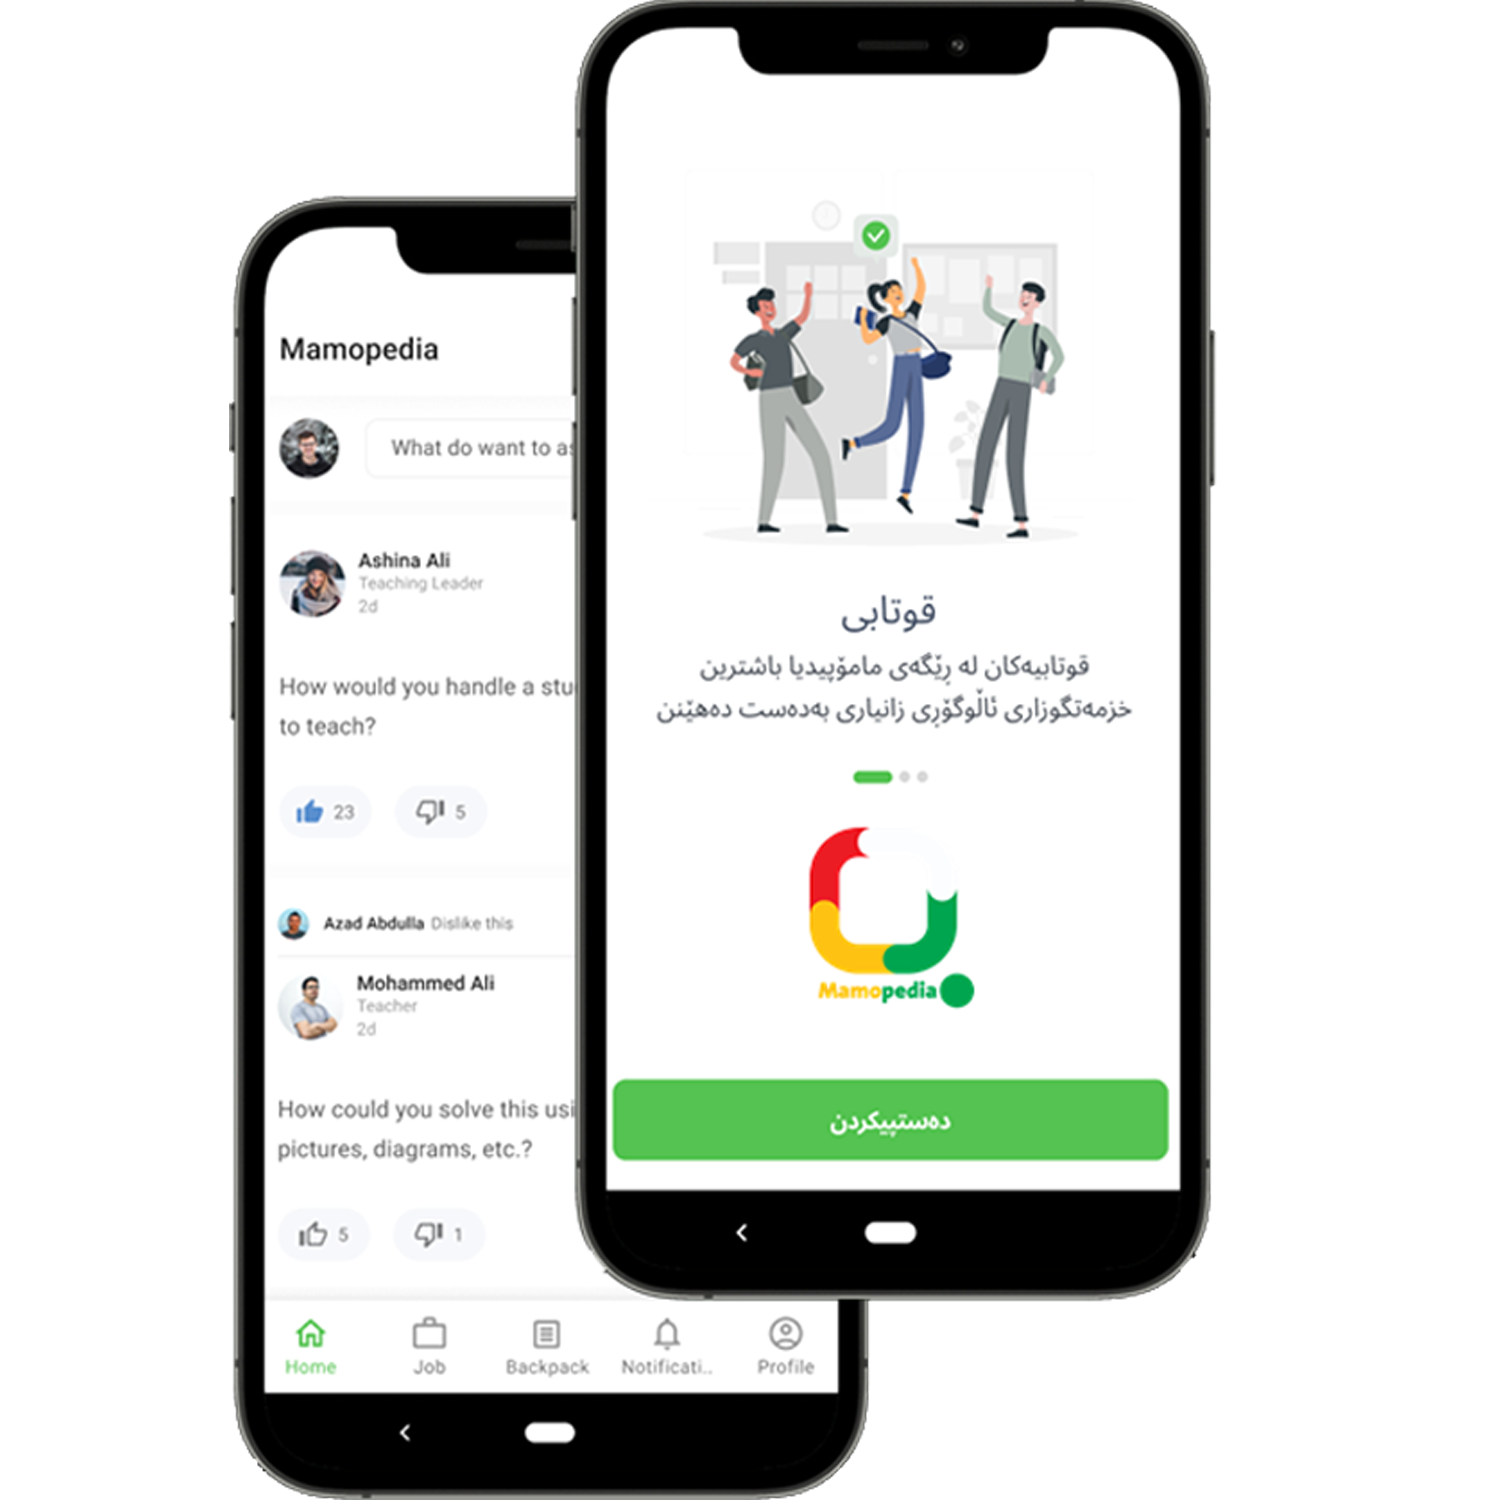 Mamopedia
What do want to as
Ashina Ali
Teaching Leader
2d
How would you handle a stu
to teach?
23
5
Azad Abdulla Dislike this
Mohammed Ali
Teacher
2d
How could you solve this usi
pictures, diagrams, etc.?
5
1
Home
Job
Backpack
Notificati..
Profile
قوتابی
قوتابیەکان لە ڕێگەی مامۆپیدیا باشترین
خزمەتگوزاری ئاڵوگۆڕی زانیاری بەدەست دەهێنن
Mamopedia
دەستپیکردن